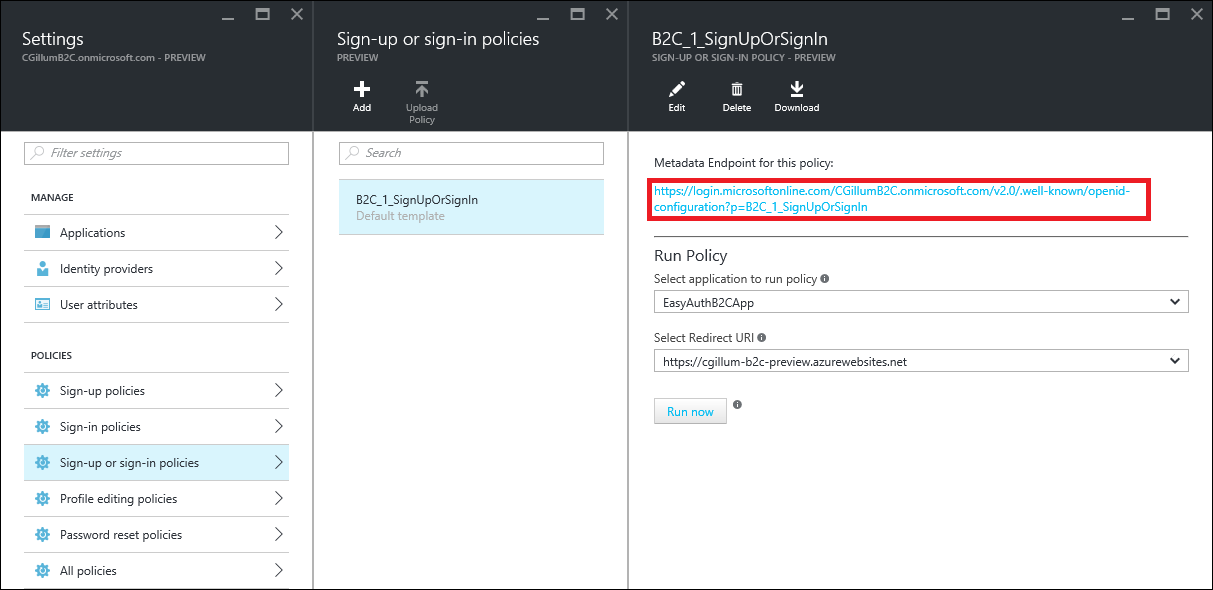 Settings
CGillumB2C.onmicrosoft.com - PREVIEW
Filter settings
MANAGE
Applications
Identity providers
User attributes
POLICIES
Sign-up policies
Sign-in policies
Sign-up or sign-in policies
Profile editing policies
Password reset policies
All policies
Sign-up or sign-in policies
PREVIEW
Add
Upload
Policy
Search
B2C_1_SignUpOrSignIn
Default template
B2C_1_SignUpOrSignIn
SIGN-UP OR SIGN-IN POLICY - PREVIEW
Edit
Delete
Download
Metadata Endpoint for this policy:
https://login.microsoftonline.com/CGillumB2C.onmicrosoft.com/v2.0/.well-known/openid-
configuration?p=B2C_1_SignUpOrSignIn
Run Policy
Select application to run policy
EasyAuthB2CApp
Select Redirect URI
https://cgillum-b2c-preview.azurewebsites.net
Run now